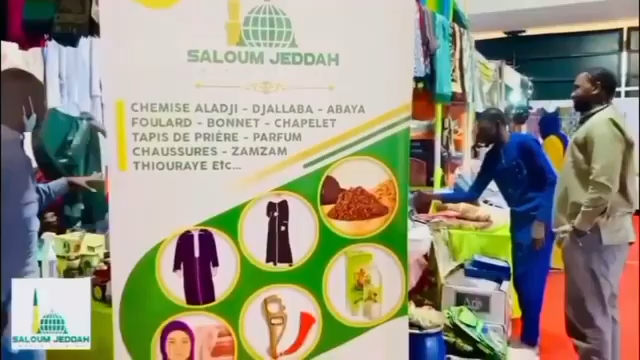 SALOUM JEDDAH
CHEMISE ALADJI - DJALLABA - ABAYA
FOULARD - BONNET - CHAPELET
TAPIS DE PRIÈRE - PARFUM
CHAUSSURES - ZAMZAM
THIOURAYE Etc...
SALOUM JEDDAH